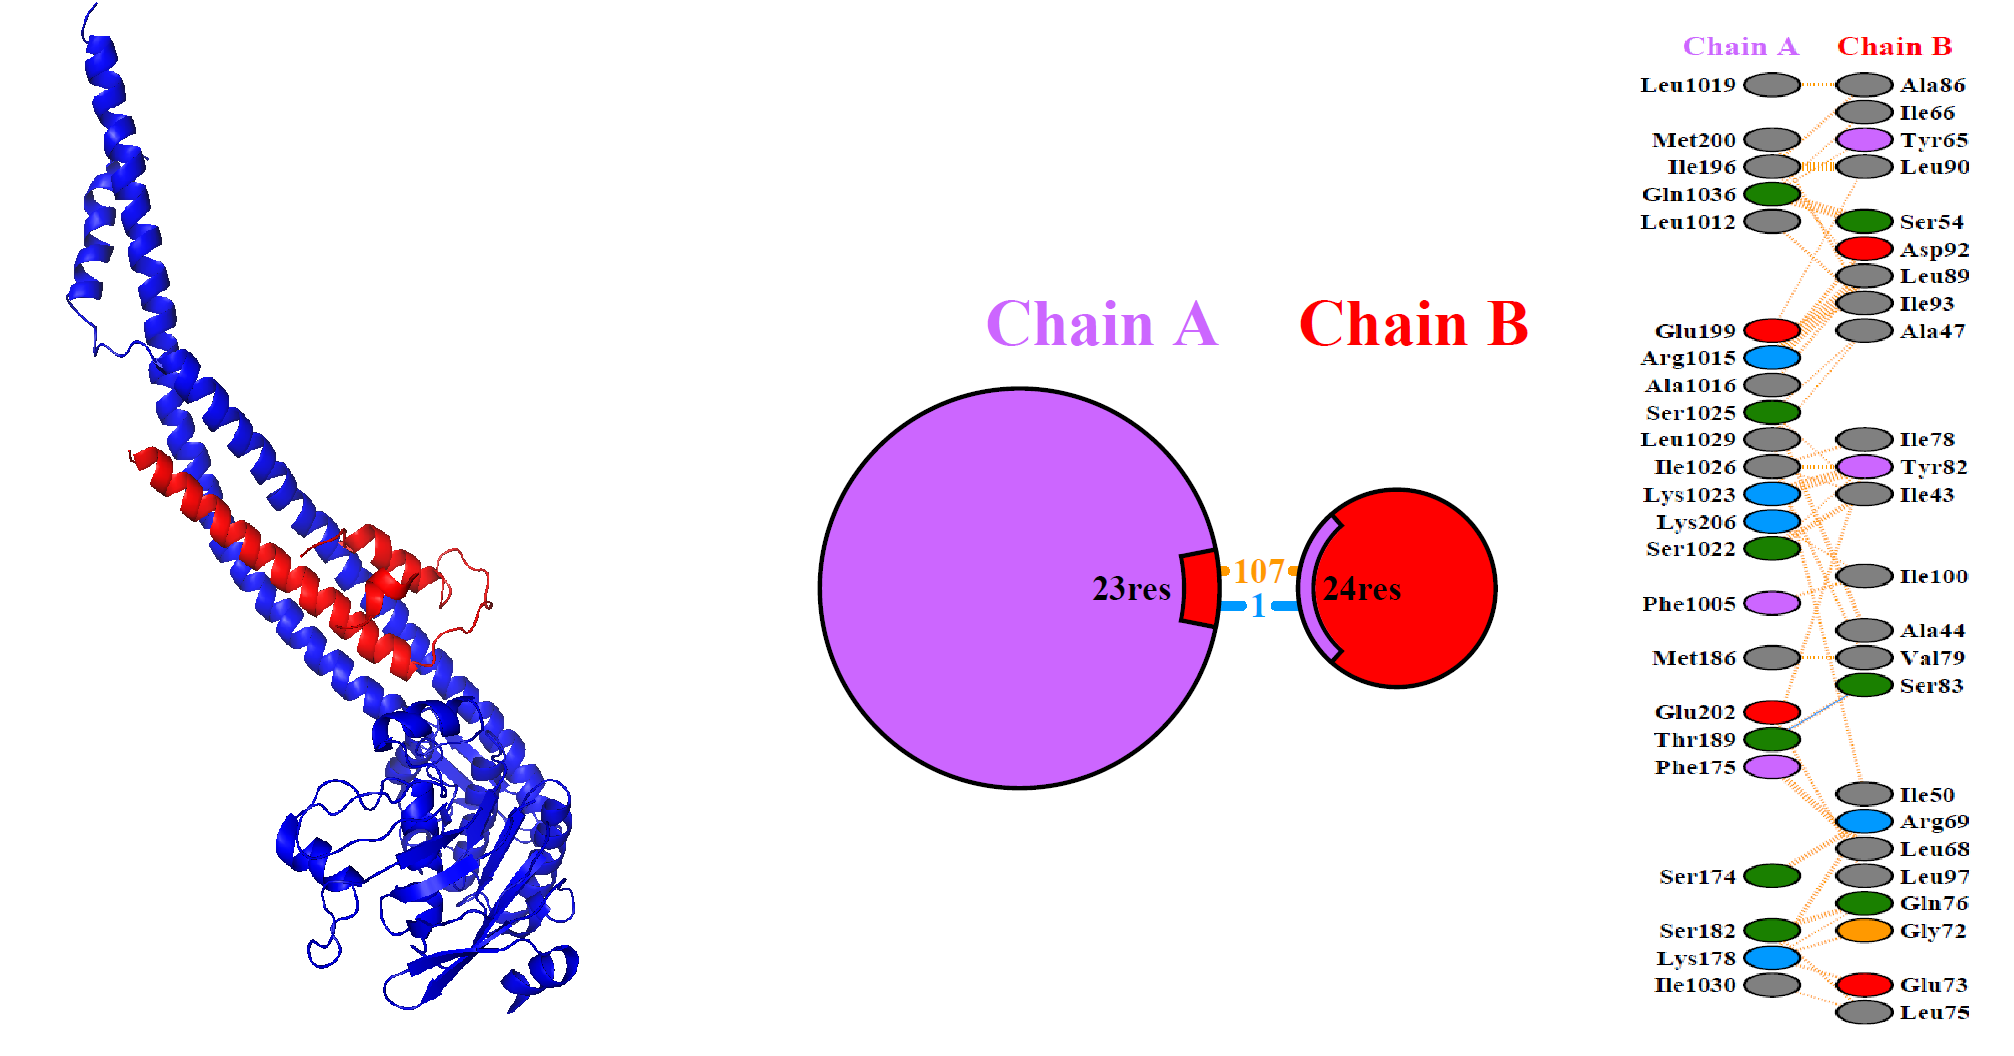 Chain A Chain B
23res 107 24res
1
Chain A Chain B
Leu1019 Ala86
Ile66
Met200 Tyr65
Ile196 Leu90
Gln1036
Leu1012 Ser54
Asp92
Leu89
Ile93
Glu199 Ala47
Arg1015
Ala1016
Ser1025
Leu1029 Ile78
Ile1026 Tyr82
Lys1023 Ile43
Lys206
Ser1022
Ile100
Phe1005
Ala44
Met186 Val79
Ser83
Glu202
Thr189
Phe175
Ile50
Arg69
Leu68
Ser174 Leu97
Gln76
Ser182 Gly72
Lys178
Ile1030 Glu73
Leu75